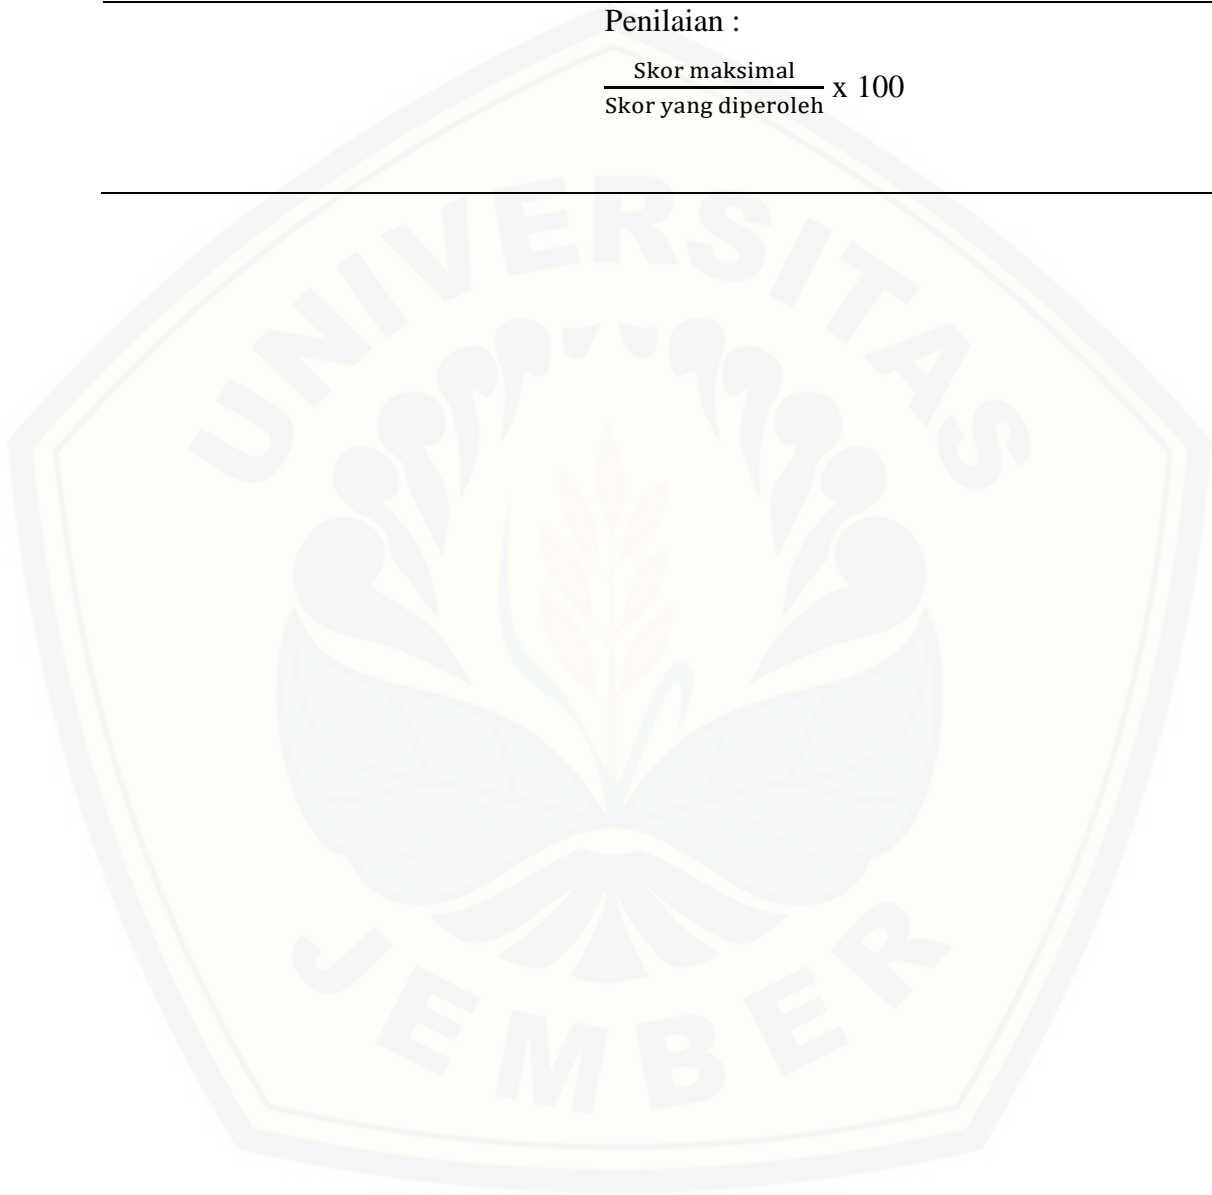 Penilaian :
Skor maksimal
Skor yang diperoleh x 100
UNIVERSITAS
JEMBER